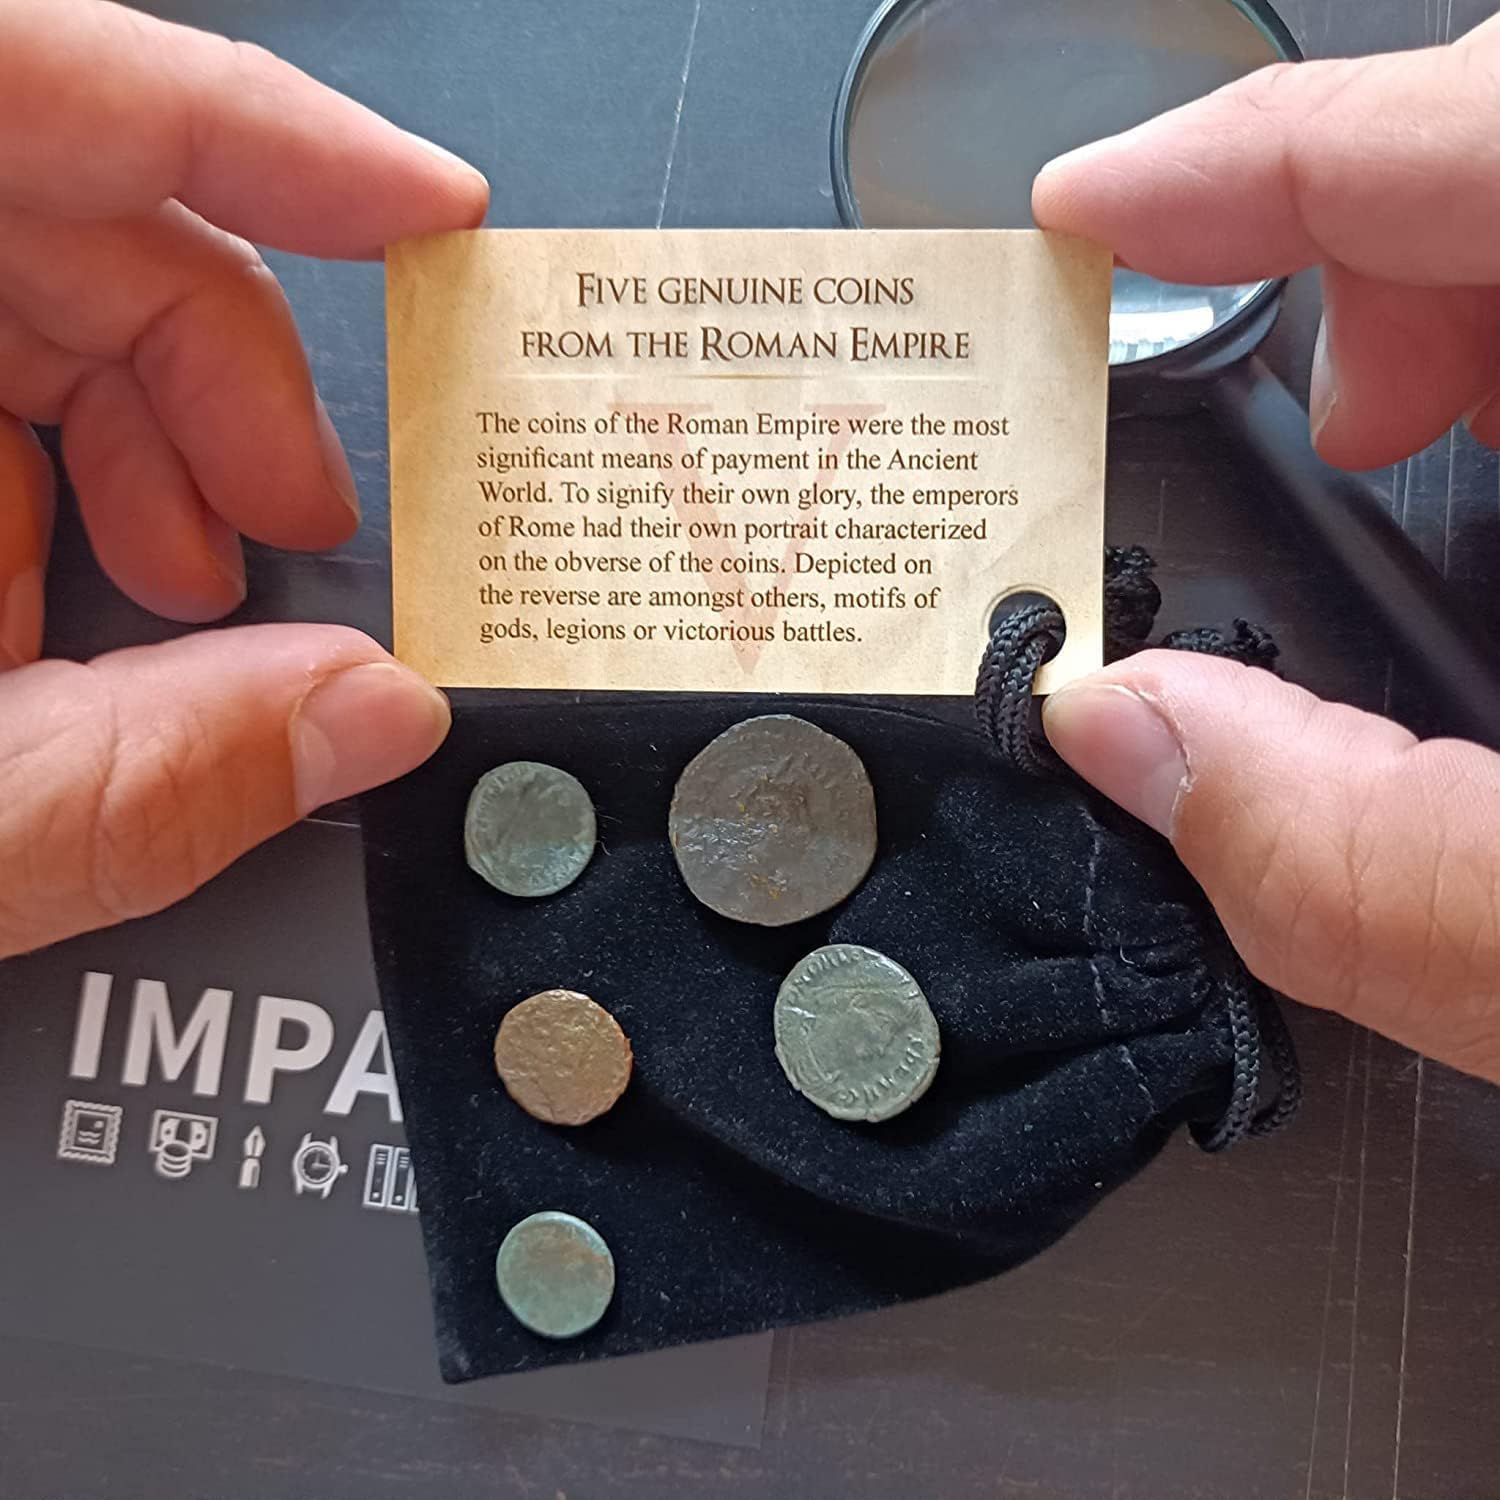 Five genuine coins
from the Roman Empire
The coins of the Roman Empire were the most
significant means of payment in the Ancient
World. To signify their own glory, the emperors
of Rome had their own portrait characterized
on the obverse of the coins. Depicted on
the reverse are amongst others, motifs of
gods, legions or victorious battles.
V
IMPA